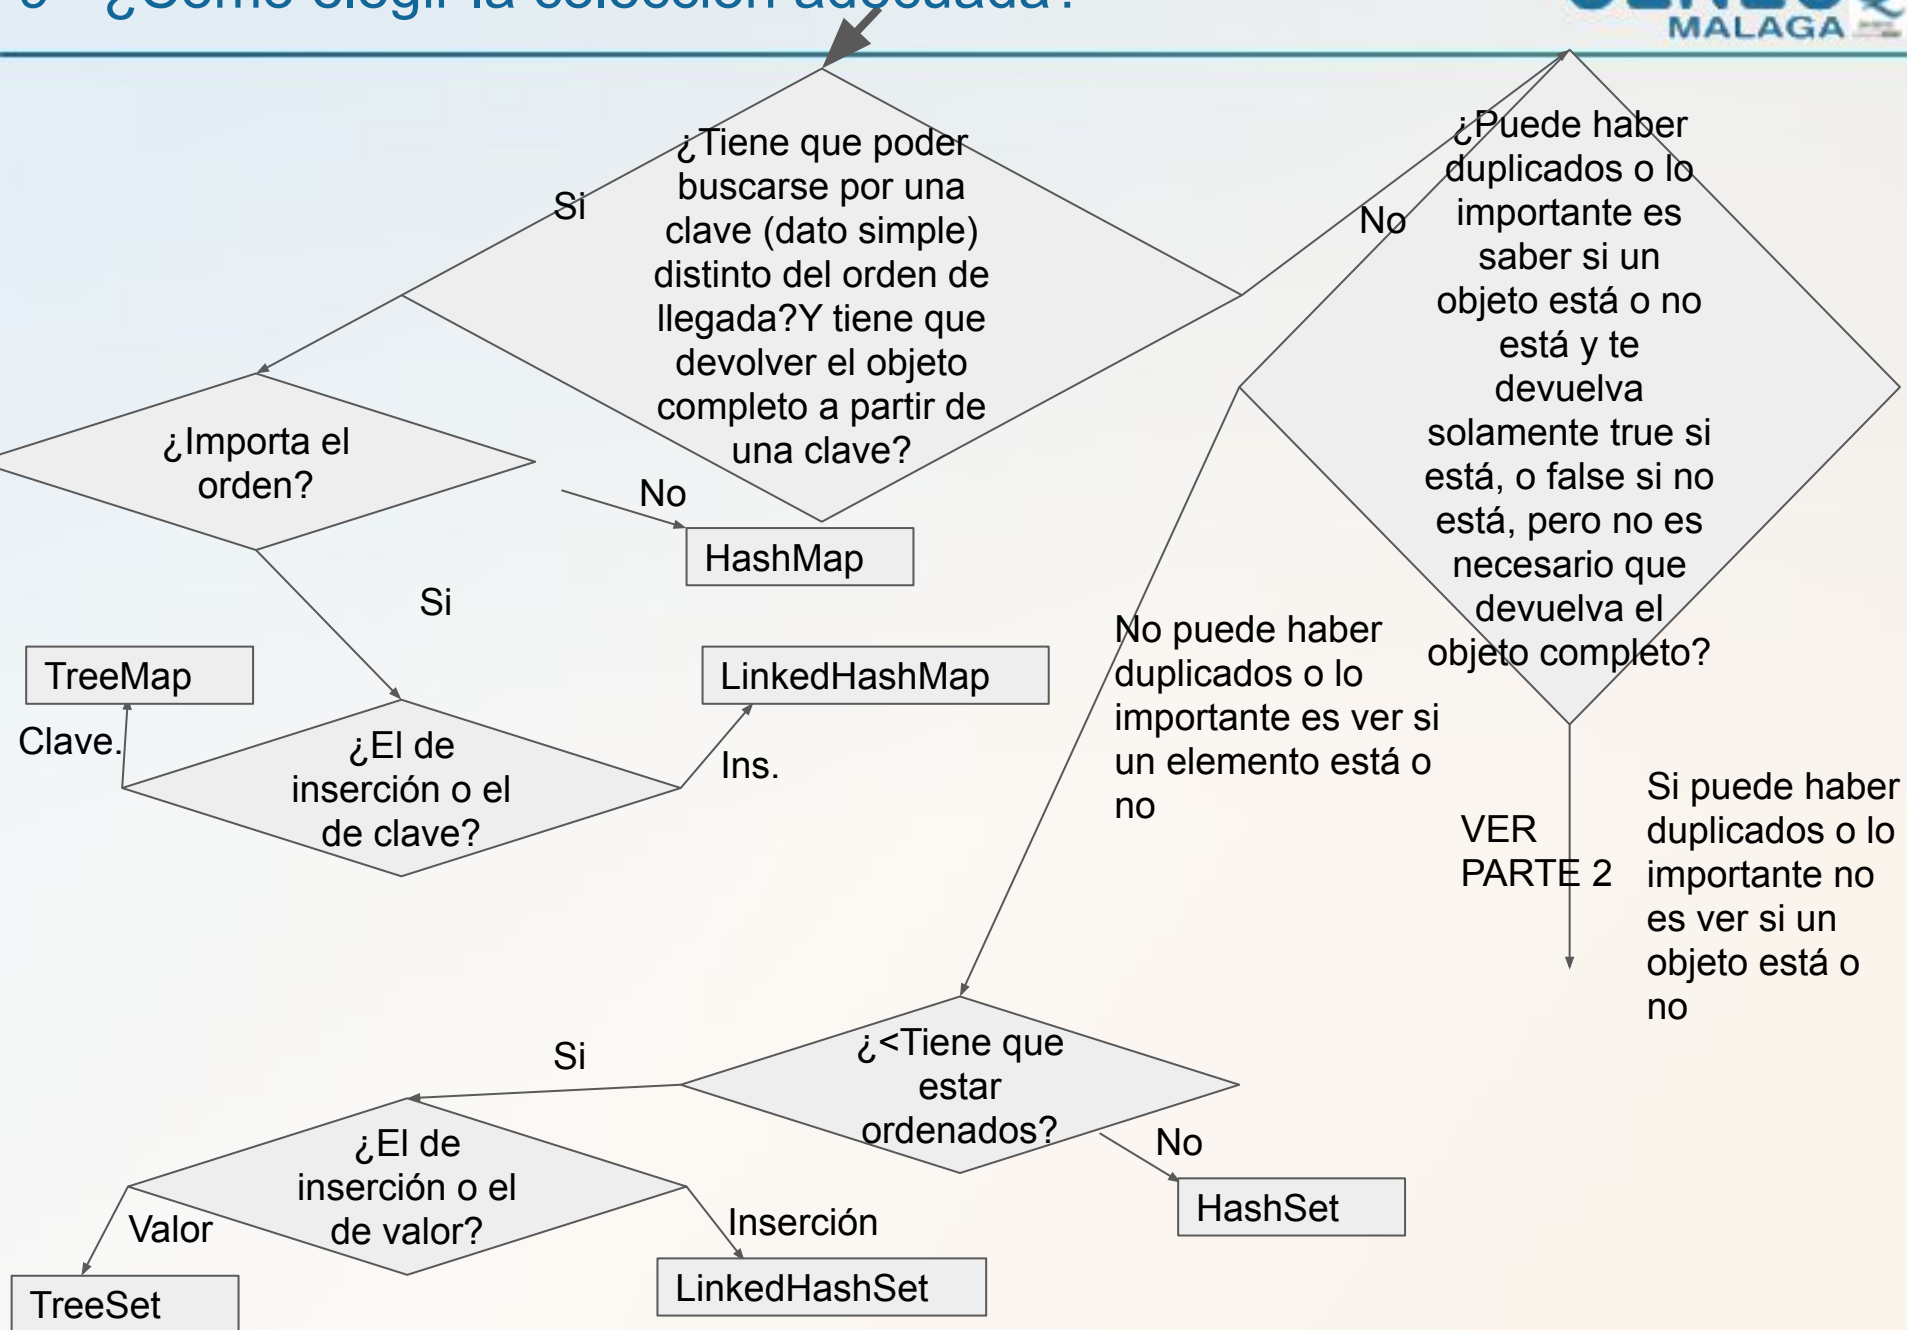 ¿Cómo elegir la colección adecuada?
MALAGA
¿Tiene que poder
buscarse por una
clave (dato simple)
distinto del orden de
llegada?Y tiene que
devolver el objeto
completo a partir de
una clave?
Si
No
¿Puede haber
duplicados o lo
importante es
saber si un
objeto está o no
está y te
devuelva
solamente true si
está, o false si no
está, pero no es
necesario que
devuelva el
objeto completo?
¿Importa el
orden?
No
HashMap
Si
TreeMap
LinkedHashMap
Clave.
¿El de
inserción o el
de clave?
Ins.
No puede haber
duplicados o lo
importante es ver si
un elemento está o
no
VER
PARTE 2
Si puede haber
duplicados o lo
importante no
es ver si un
objeto está o
no
¿<Tiene que
estar
ordenados?
Si
No
HashSet
¿El de
inserción o el
de valor?
Valor
Inserción
TreeSet
LinkedHashSet